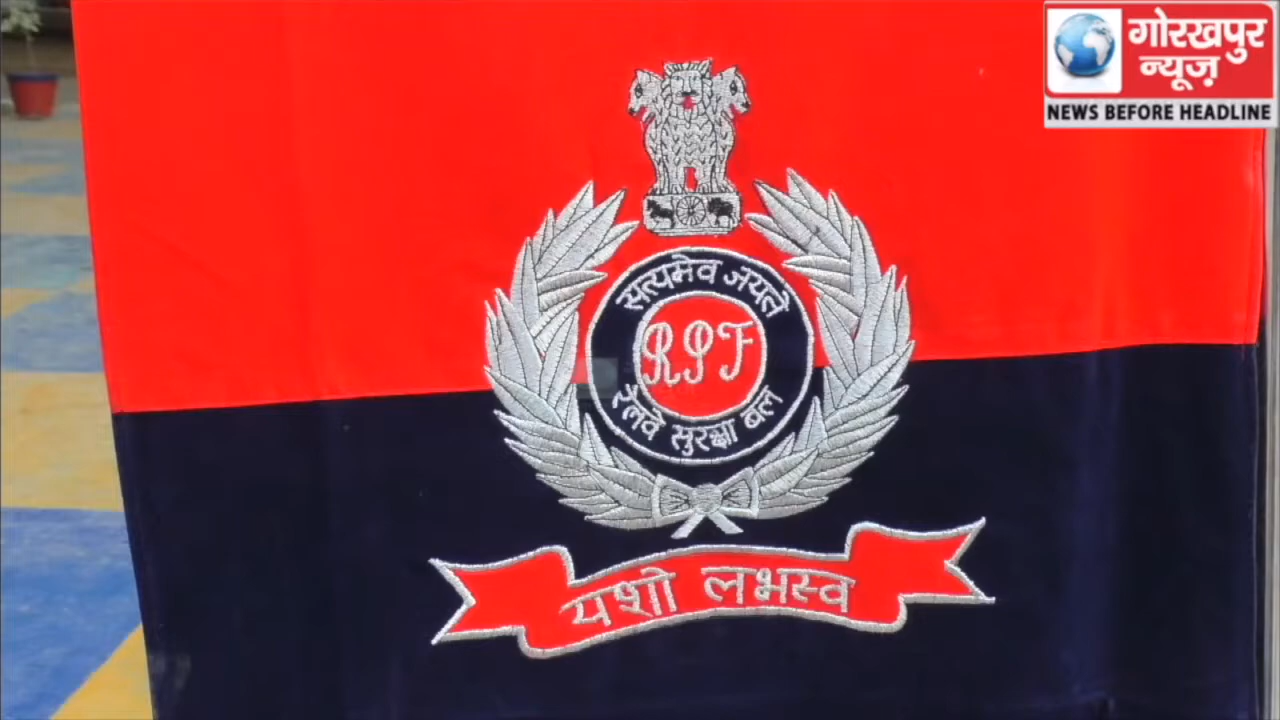 गोरखपुर
न्यूज़
NEWS BEFORE HEADLINE
सत्यमेव जयते
RPF
रेलवे सुरक्षा बल
यशो लभस्व